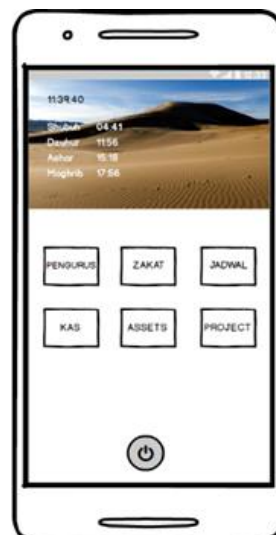 11:39:40
Shubuh 04:41
Dzuhur 11:56
Ashar 15:18
Maghrib 17:56
PENGURUS ZAKAT JADWAL
KAS ASSETS PROJECT